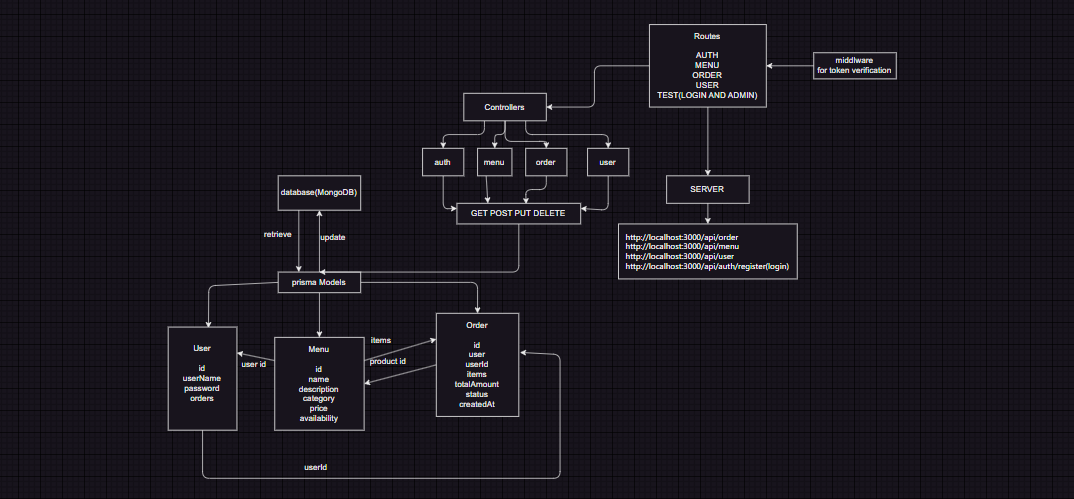 Routes
AUTH
MENU
ORDER
USER
TEST(LOGIN AND ADMIN)
middlware
for token verification
Controllers
auth
menu
order
user
GET POST PUT DELETE
SERVER
http://localhost:3000/api/order
http://localhost:3000/api/menu
http://localhost:3000/api/user
http://localhost:3000/api/auth/register(login)
database(MongoDB)
retrieve
update
prisma Models
User
id
userName
password
orders
user id
Menu
id
name
description
category
price
availability
items
product id
Order
id
user
userId
items
totalAmount
status
createdAt
userId